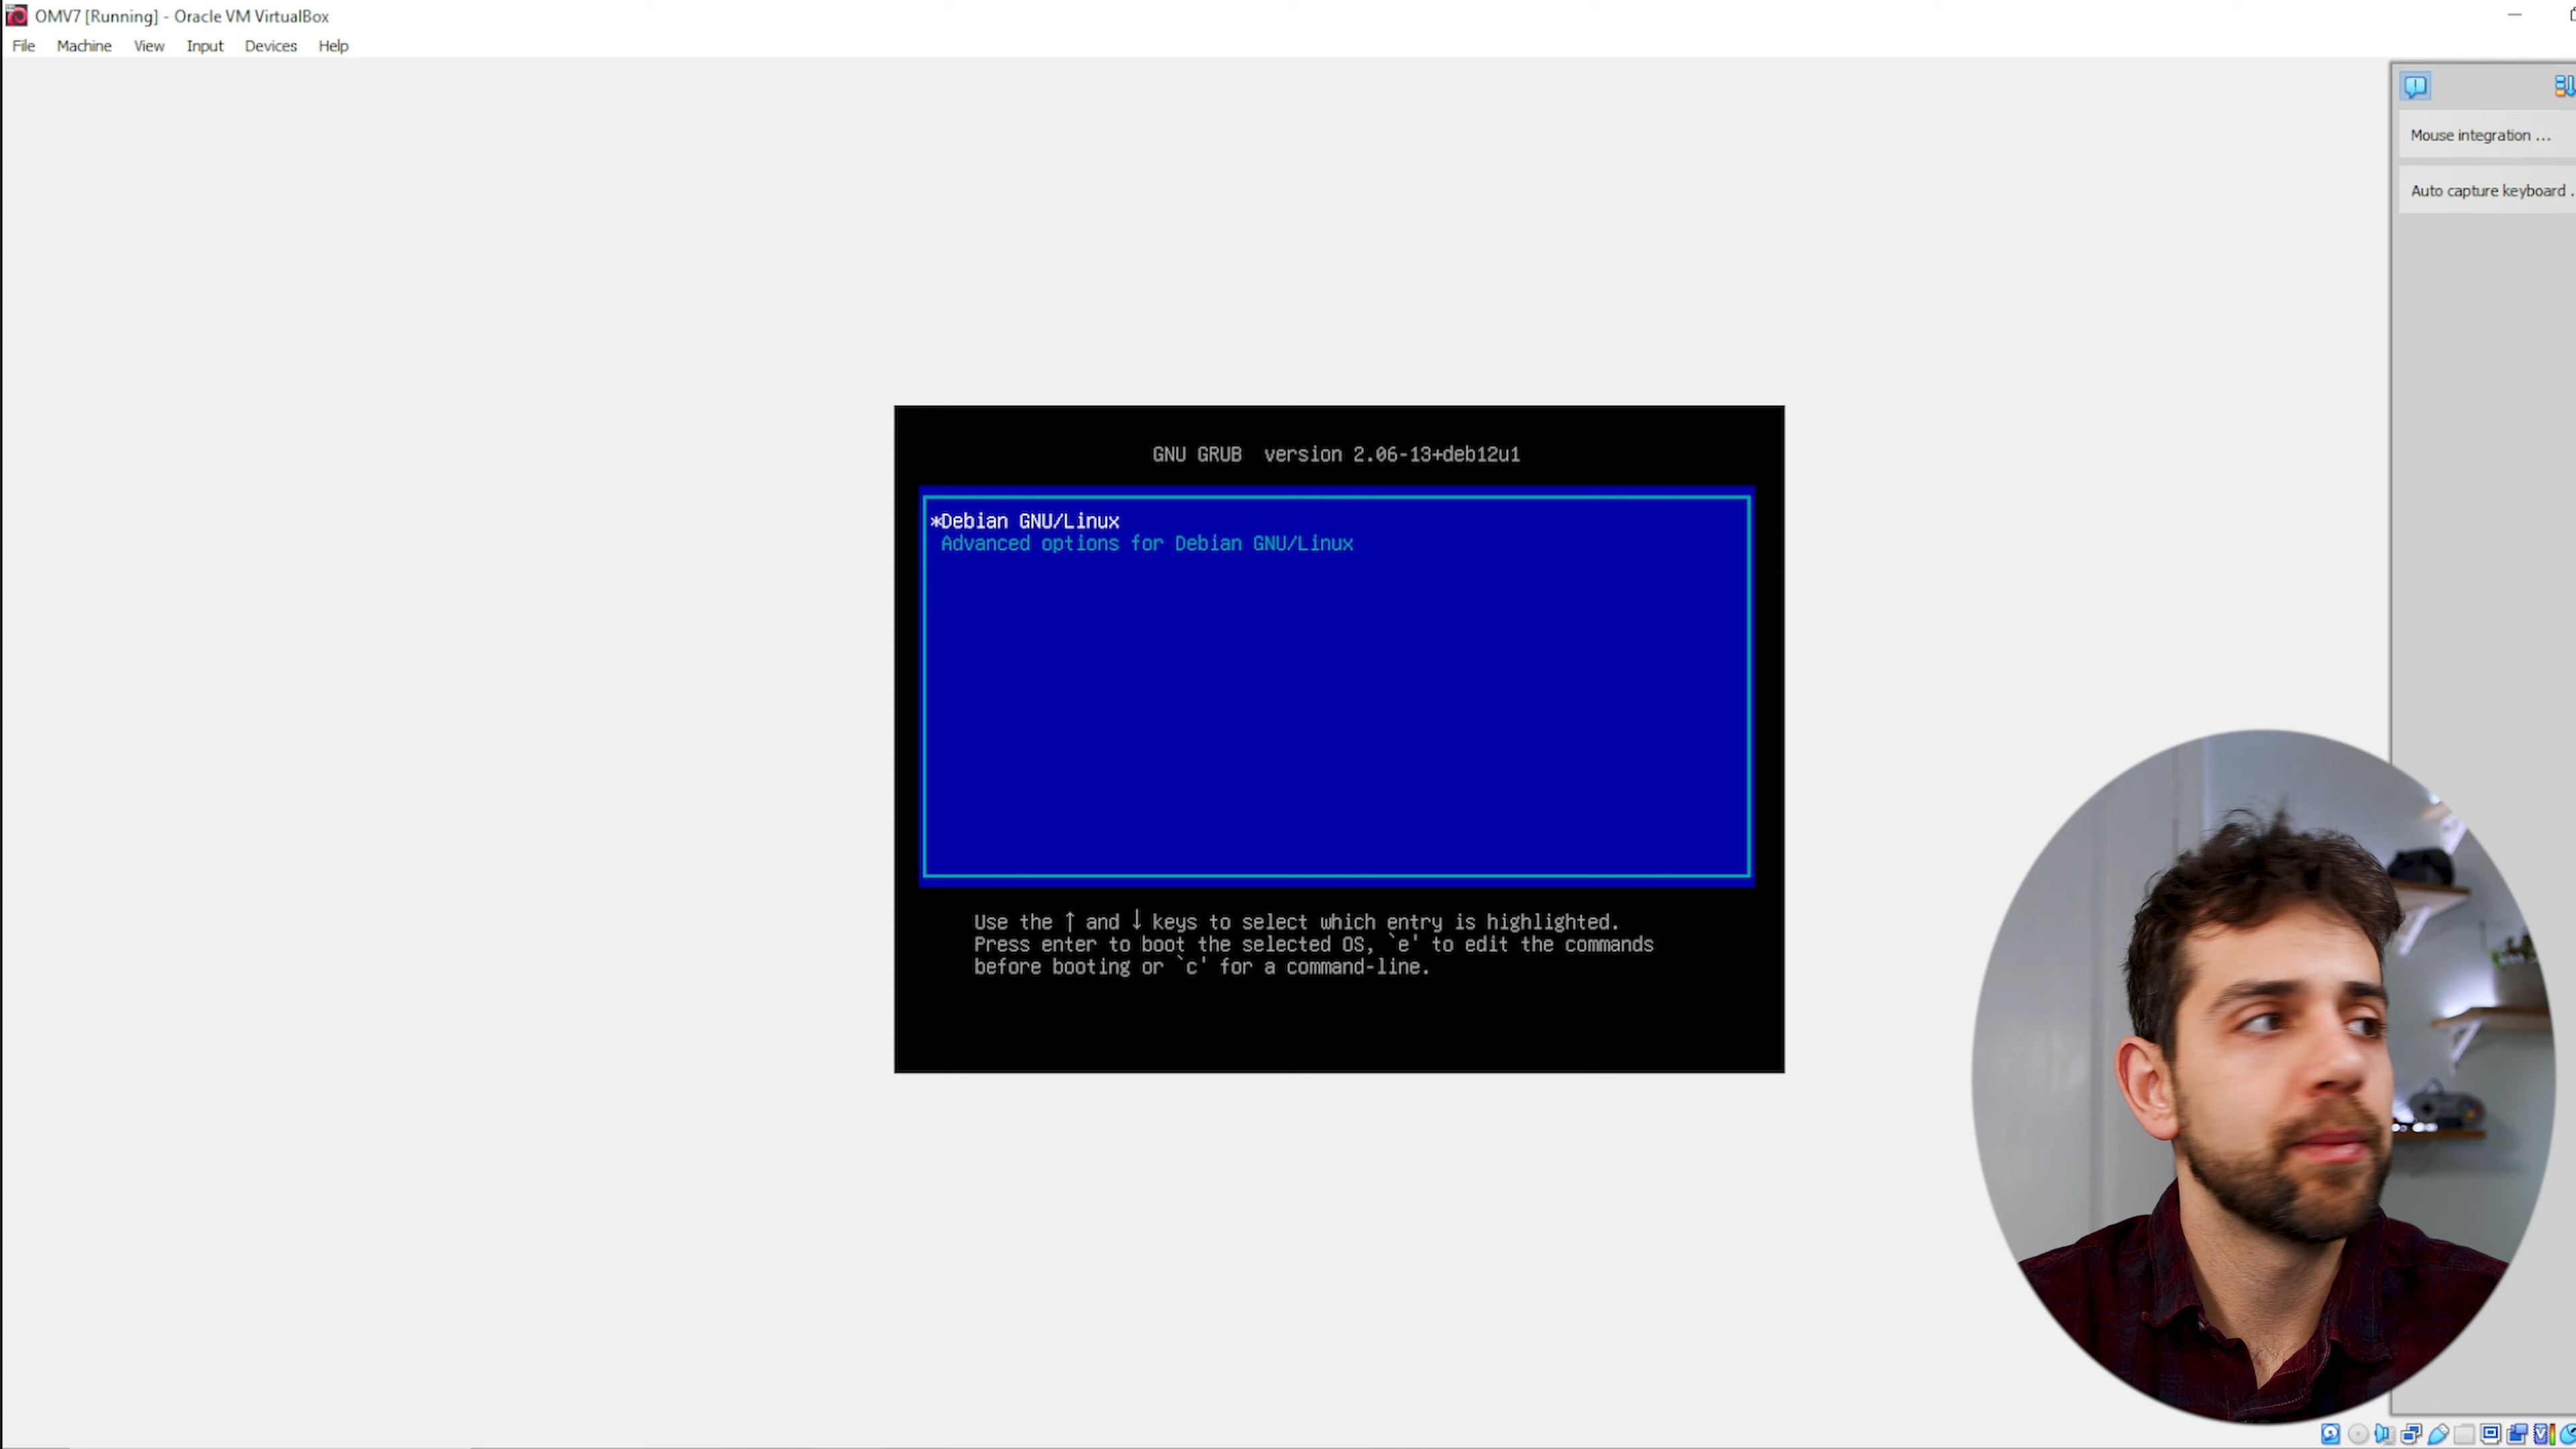 OMV7 [Running] - Oracle VM VirtualBox
File Machine View Input Devices Help
Mouse integration ...
Auto capture keyboard .
GNU GRUB version 2.06-13+deb12u1
*Debian GNU/Linux
Advanced options for Debian GNU/Linux
Use the ↑ and ↓ keys to select which entry is highlighted.
Press enter to boot the selected OS, `e' to edit the commands
before booting or `c' for a command-line.